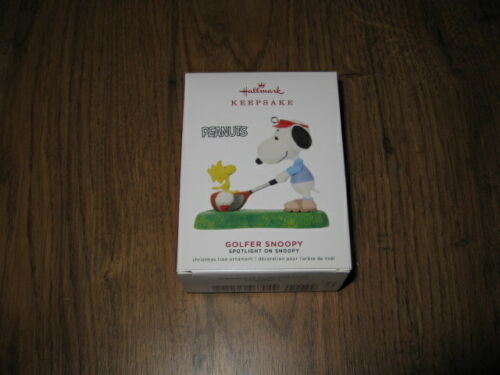 Hallmark
KEEPSAKE
PEANUTS
GOLFER SNOOPY
SPOTLIGHT ON SNOOPY
christmas tree ornament | décoration pour l'arbre de noël